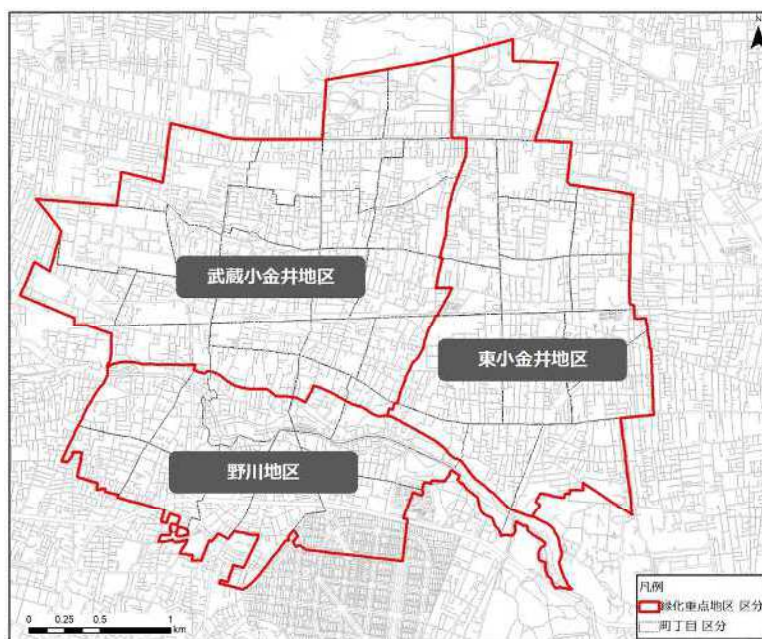 N
武蔵小金井地区
東小金井地区
野川地区
凡例
緑化重点地区 区分
町丁目 区分
0 0.25 0.5 1
km